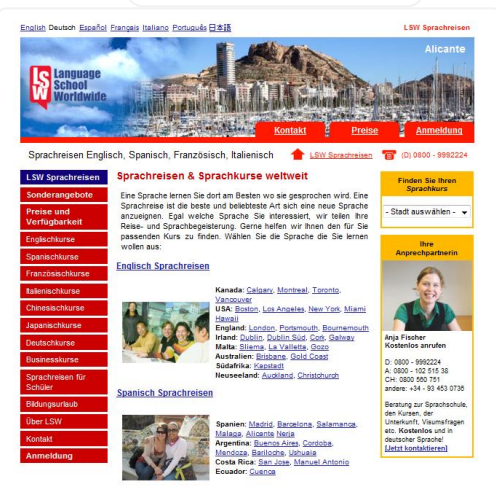 English Deutsch Español Français Italiano Português 日本語
LSW Sprachreisen
Alicante
LSW
Language
School
Worldwide
Kontakt
Preise
Anmeldung
Sprachreisen Englisch, Spanisch, Französisch, Italienisch
LSW Sprachreisen
(D) 0800 - 9992224
LSW Sprachreisen
Sonderangebote
Preise und
Verfügbarkeit
Englischkurse
Spanischkurse
Französischkurse
Italienischkurse
Chinesischkurse
Japanischkurse
Deutschkurse
Businesskurse
Sprachreisen für
Schüler
Bildungsurlaub
Über LSW
Kontakt
Anmeldung
Sprachreisen & Sprachkurse weltweit
Eine Sprache lernen Sie dort am Besten wo sie gesprochen wird. Eine
Sprachreise ist die beste und beliebteste Art sich eine neue Sprache
anzueignen. Egal welche Sprache Sie interessiert, wir teilen Ihre
Reise- und Sprachbegeisterung. Gerne helfen wir Ihnen den für Sie
passenden Kurs zu finden. Wählen Sie die Sprache die Sie lernen
wollen aus:
Englisch Sprachreisen
Kanada: Calgary, Montreal, Toronto,
Vancouver
USA: Boston, Los Angeles, New York, Miami
Hawaii
England: London, Portsmouth, Bournemouth
Irland: Dublin, Dublin Süd, Cork, Galway
Malta: Sliema, La Vallette, Gozo
Australien: Brisbane, Gold Coast
Südafrika: Kapstadt
Neuseeland: Auckland, Christchurch
Spanisch Sprachreisen
Spanien: Madrid, Barcelona, Salamanca,
Malaga, Alicante Nerja
Argentina: Buenos Aires, Cordoba,
Mendoza, Bariloche, Ushuaia
Costa Rica: San Jose, Manuel Antonio
Ecuador: Cuenca
Finden Sie Ihren
Sprachkurs
- Stadt auswählen -
Ihre
Anprechpartnerin
Anja Fischer
Kostenlos anrufen
D: 0800 - 9992224
A: 0800 - 102 515 38
CH: 0800 560 751
andere: +34 - 93 453 0736
Beratung zur Sprachschule,
den Kursen, der
Unterkunft, Visumsfragen
etc. Kostenlos und in
deutscher Sprache!
[Jetzt kontaktieren]